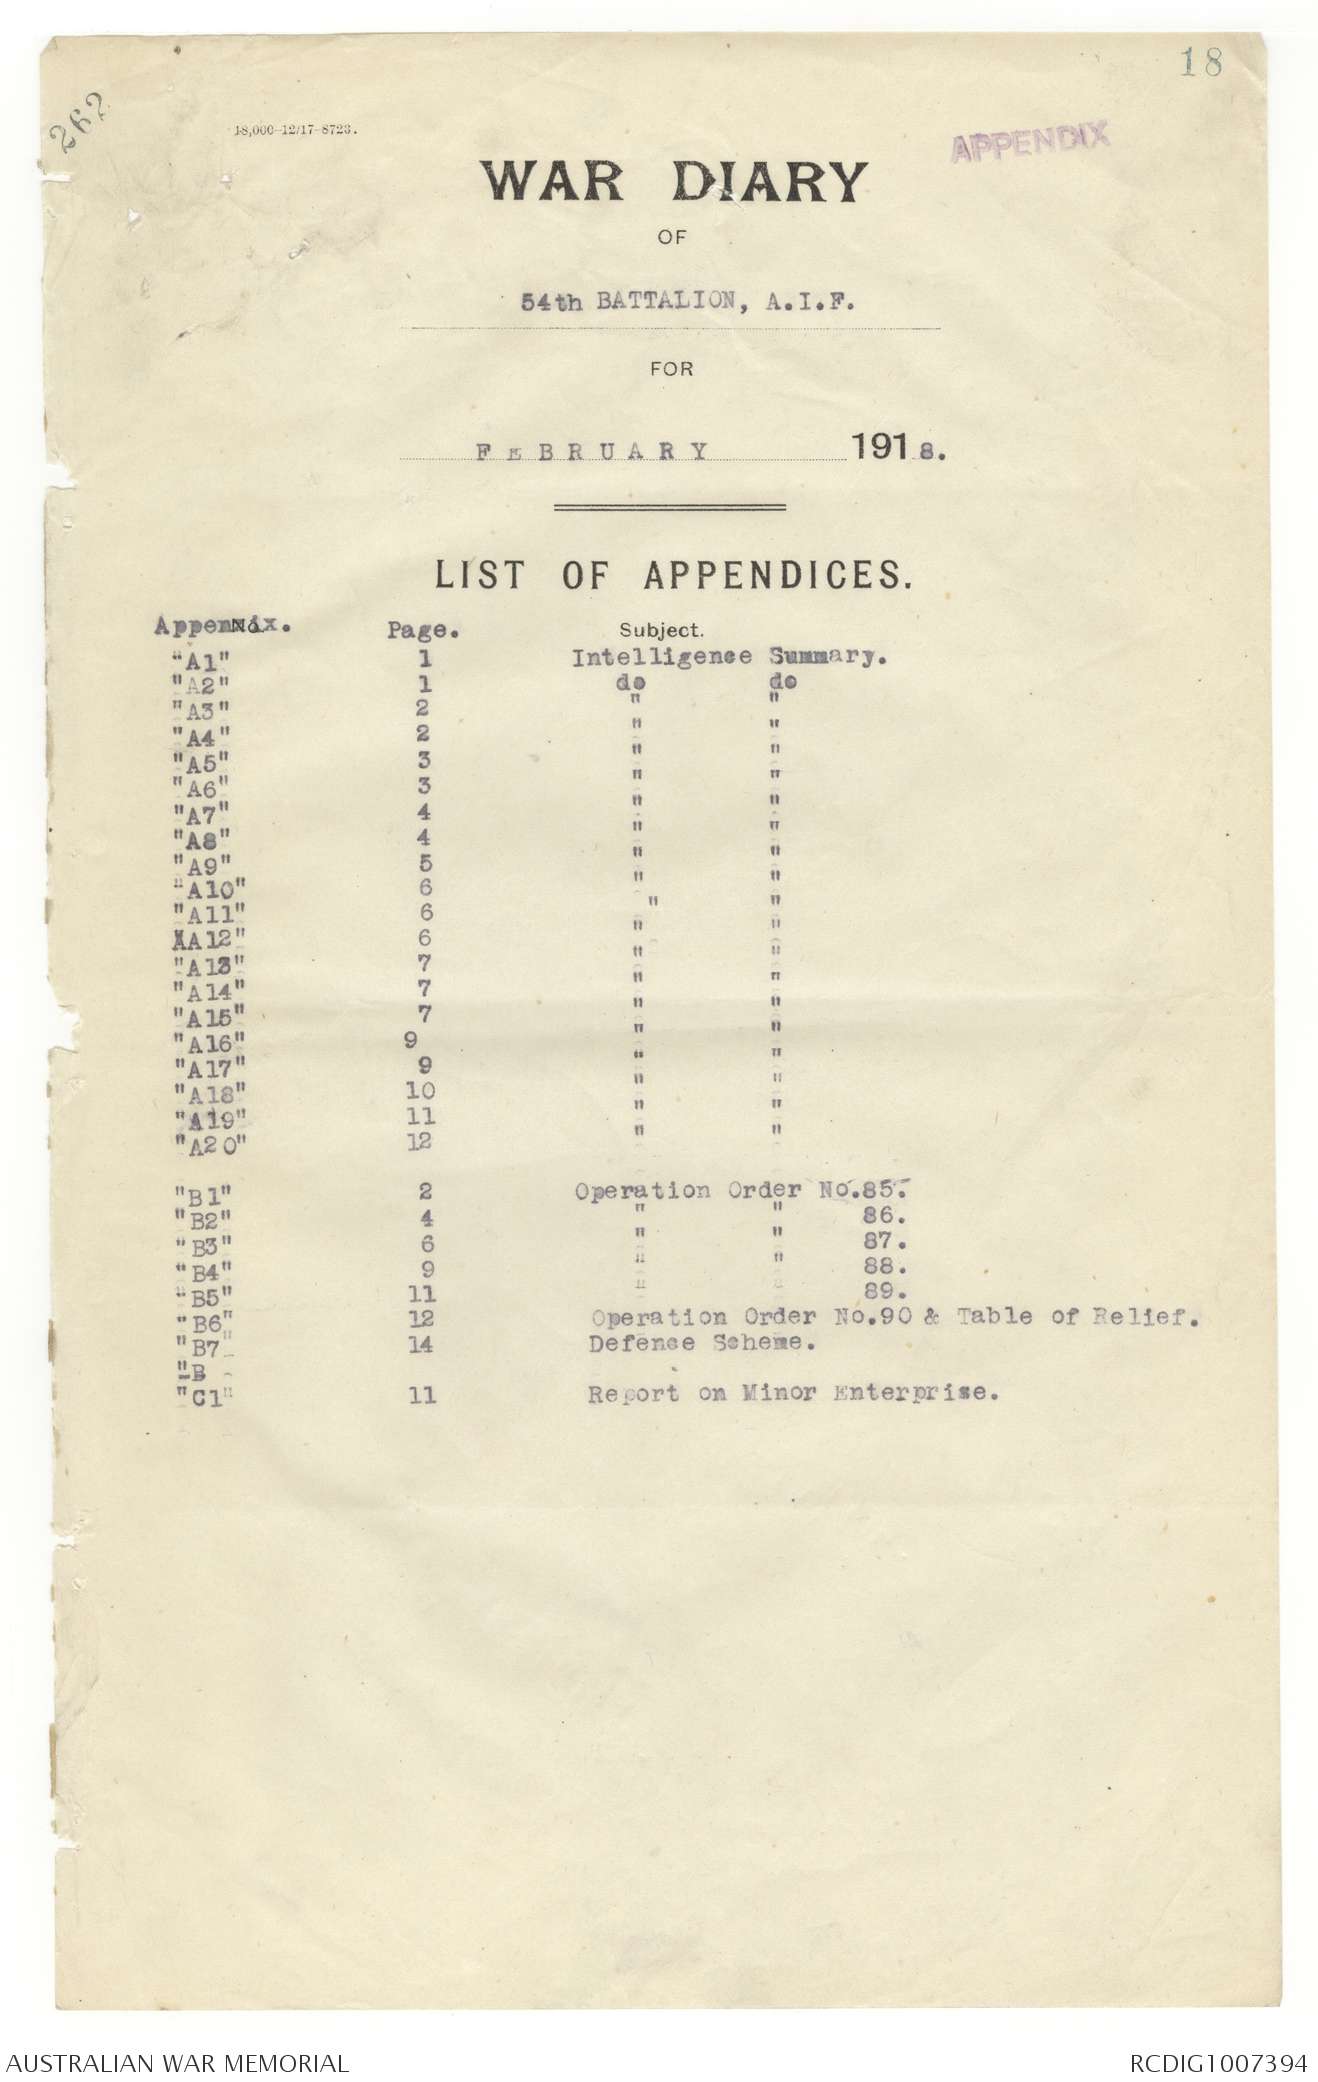 18
262
18,000—12/17—8723.
APPENDIX
WAR DIARY
OF
54th BATTALION, A.I.F.
FOR
FEBRUARY 1918.
LIST OF APPENDICES.
Appendix. Page. Subject.
"A1" 1 Intelligence Summary.
"A2" 1 do do
"A3" 2 " "
"A4" 2 " "
"A5" 3 " "
"A6" 3 " "
"A7" 4 " "
"A8" 4 " "
"A9" 5 " "
"A10" 6 " "
"A11" 6 " "
"A12" 6 " "
"A13" 7 " "
"A14" 7 " "
"A15" 7 " "
"A16" 9 " "
"A17" 9 " "
"A18" 10 " "
"A19" 11 " "
"A20" 12 " "
"B1" 2 Operation Order No.85.
"B2" 4 " " 86.
"B3" 6 " " 87.
"B4" 9 " " 88.
"B5" 11 " " 89.
"B6" 12 Operation Order No.90 & Table of Relief.
"B7" 14 Defence Scheme.
"B
"C1" 11 Report on Minor Enterprise.
AUSTRALIAN WAR MEMORIAL RCDIG1007394